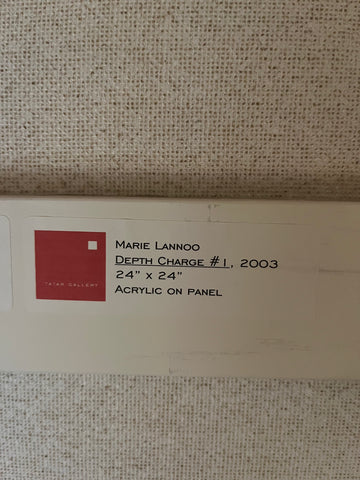 Marie Lannoo
Depth Charge #1, 2003
24" x 24"
Acrylic on panel
TATAR GALLERY